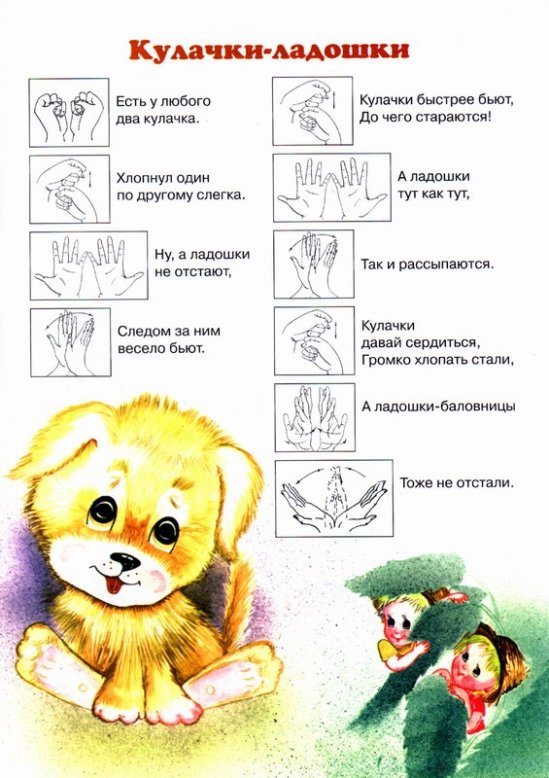 Кулачки-ладошки
Есть у любого
два кулачка.
Хлопнул один
по другому слегка.
Ну, а ладошки
не отстают,
Следом за ним
весело бьют.
Кулачки быстрее бьют,
До чего стараются!
А ладошки
тут как тут,
Так и рассыпаются.
Кулачки
давай сердиться,
Громко хлопать стали,
А ладошки-баловницы
Тоже не отстали.